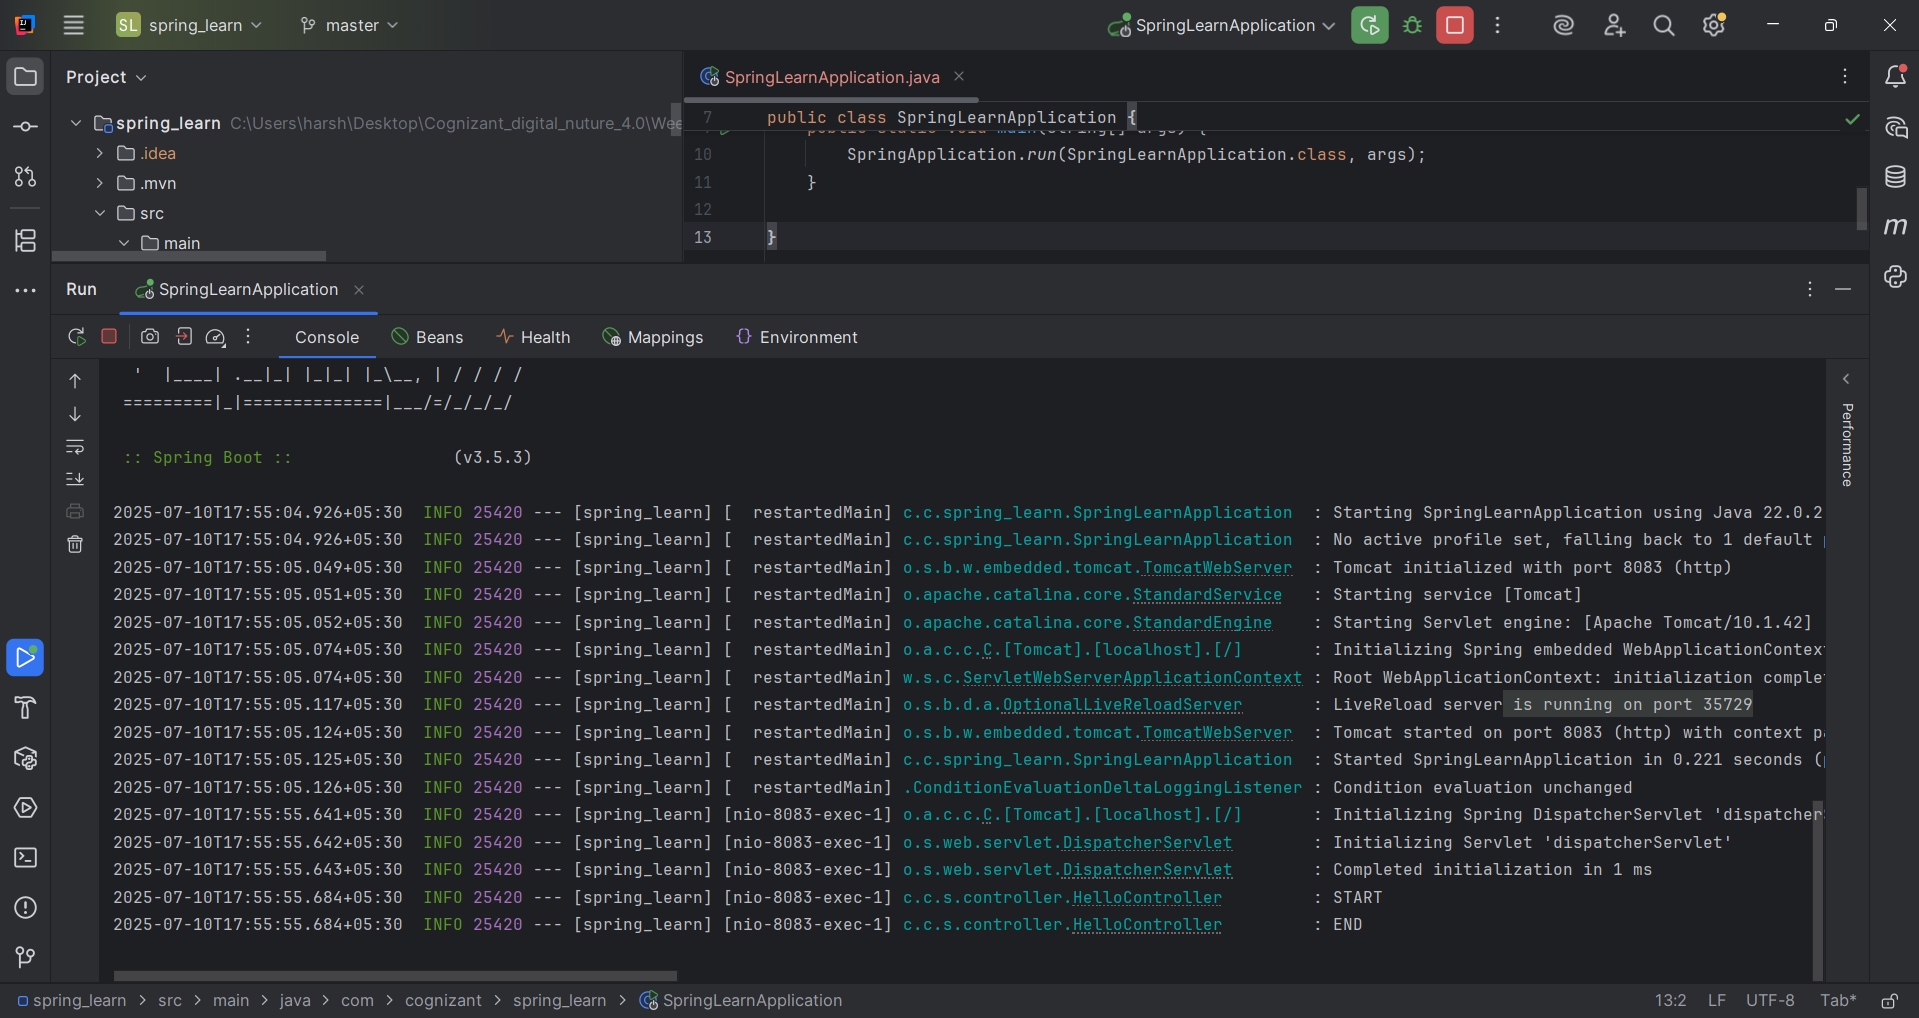 SL spring_learn master SpringLearnApplication
Project
SpringLearnApplication.java
spring_learn C:\Users\harsh\Desktop\Cognizant_digital_nuture_4.0\Wee
.idea
.mvn
src
main
7 public class SpringLearnApplication {
10 SpringApplication.run(SpringLearnApplication.class, args);
11 }
12
13 }
Run SpringLearnApplication
Console Beans Health Mappings Environment
' |____| .__|_| |_|_| |_\__, | / / / /
=========|_|==============|___/=/_/_/_/
:: Spring Boot :: (v3.5.3)
2025-07-10T17:55:04.926+05:30 INFO 25420 --- [spring_learn] [ restartedMain] c.c.spring_learn.SpringLearnApplication : Starting SpringLearnApplication using Java 22.0.2
2025-07-10T17:55:04.926+05:30 INFO 25420 --- [spring_learn] [ restartedMain] c.c.spring_learn.SpringLearnApplication : No active profile set, falling back to 1 default
2025-07-10T17:55:05.049+05:30 INFO 25420 --- [spring_learn] [ restartedMain] o.s.b.w.embedded.tomcat.TomcatWebServer : Tomcat initialized with port 8083 (http)
2025-07-10T17:55:05.051+05:30 INFO 25420 --- [spring_learn] [ restartedMain] o.apache.catalina.core.StandardService : Starting service [Tomcat]
2025-07-10T17:55:05.052+05:30 INFO 25420 --- [spring_learn] [ restartedMain] o.apache.catalina.core.StandardEngine : Starting Servlet engine: [Apache Tomcat/10.1.42]
2025-07-10T17:55:05.074+05:30 INFO 25420 --- [spring_learn] [ restartedMain] o.a.c.c.C.[Tomcat].[localhost].[/] : Initializing Spring embedded WebApplicationContex
2025-07-10T17:55:05.074+05:30 INFO 25420 --- [spring_learn] [ restartedMain] w.s.c.ServletWebServerApplicationContext : Root WebApplicationContext: initialization comple
2025-07-10T17:55:05.117+05:30 INFO 25420 --- [spring_learn] [ restartedMain] o.s.b.d.a.OptionalLiveReloadServer : LiveReload server is running on port 35729
2025-07-10T17:55:05.124+05:30 INFO 25420 --- [spring_learn] [ restartedMain] o.s.b.w.embedded.tomcat.TomcatWebServer : Tomcat started on port 8083 (http) with context p
2025-07-10T17:55:05.125+05:30 INFO 25420 --- [spring_learn] [ restartedMain] c.c.spring_learn.SpringLearnApplication : Started SpringLearnApplication in 0.221 seconds (
2025-07-10T17:55:05.126+05:30 INFO 25420 --- [spring_learn] [ restartedMain] .ConditionEvaluationDeltaLoggingListener : Condition evaluation unchanged
2025-07-10T17:55:55.641+05:30 INFO 25420 --- [spring_learn] [nio-8083-exec-1] o.a.c.c.C.[Tomcat].[localhost].[/] : Initializing Spring DispatcherServlet 'dispatcher
2025-07-10T17:55:55.642+05:30 INFO 25420 --- [spring_learn] [nio-8083-exec-1] o.s.web.servlet.DispatcherServlet : Initializing Servlet 'dispatcherServlet'
2025-07-10T17:55:55.643+05:30 INFO 25420 --- [spring_learn] [nio-8083-exec-1] o.s.web.servlet.DispatcherServlet : Completed initialization in 1 ms
2025-07-10T17:55:55.684+05:30 INFO 25420 --- [spring_learn] [nio-8083-exec-1] c.c.s.controller.HelloController : START
2025-07-10T17:55:55.684+05:30 INFO 25420 --- [spring_learn] [nio-8083-exec-1] c.c.s.controller.HelloController : END
Performance
spring_learn > src > main > java > com > cognizant > spring_learn > SpringLearnApplication
13:2 LF UTF-8 Tab*